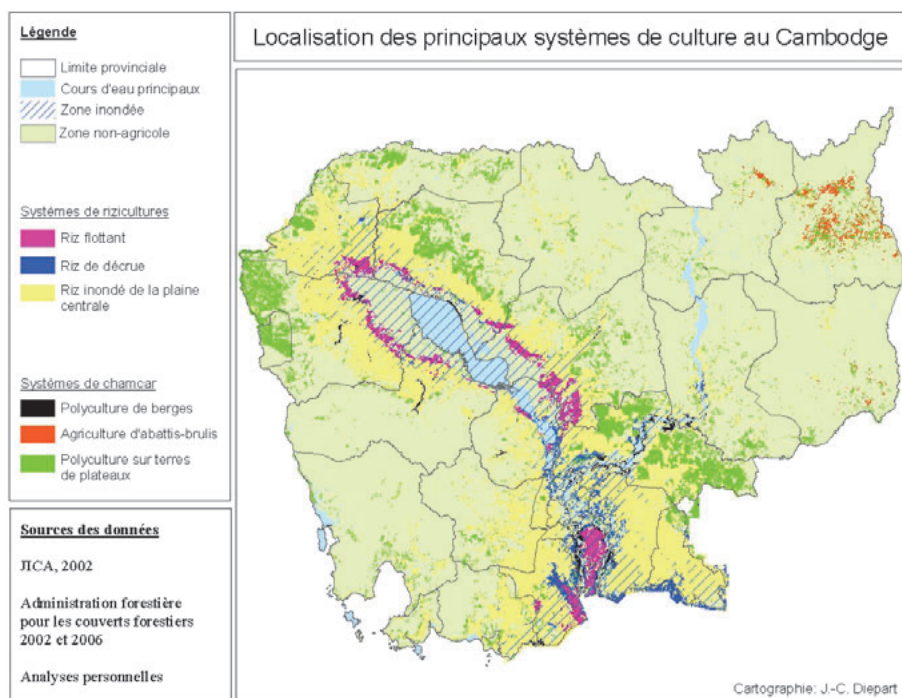 Légende
Limite provinciale
Cours d'eau principaux
Zone inondée
Zone non-agricole
Systèmes de rizicultures
Riz flottant
Riz de décrue
Riz inondé de la plaine
centrale
Systèmes de chamcar
Polyculture de berges
Agriculture d'abattis-brulis
Polyculture sur terres
de plateaux
Sources des données
JICA, 2002
Administration forestière
pour les couverts forestiers
2002 et 2006
Analyses personnelles
Localisation des principaux systèmes de culture au Cambodge
Cartographie: J.-C. Diepart